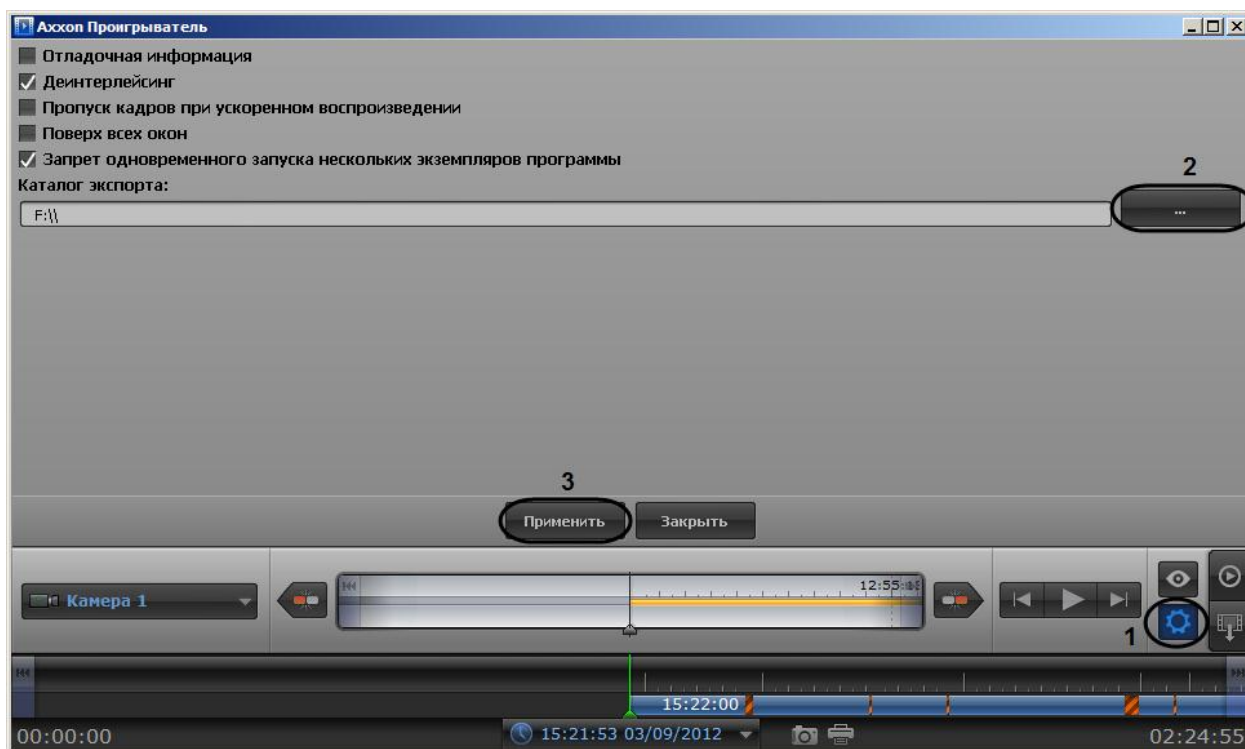 Axxon Проигрыватель
Отладочная информация
Деинтерлейсинг
Пропуск кадров при ускоренном воспроизведении
Поверх всех окон
Запрет одновременного запуска нескольких экземпляров программы
2
Каталог экспорта:
F:\\
...
3
Применить Закрыть
Камера 1
1
15:22:00
00:00:00 15:21:53 03/09/2012 02:24:55